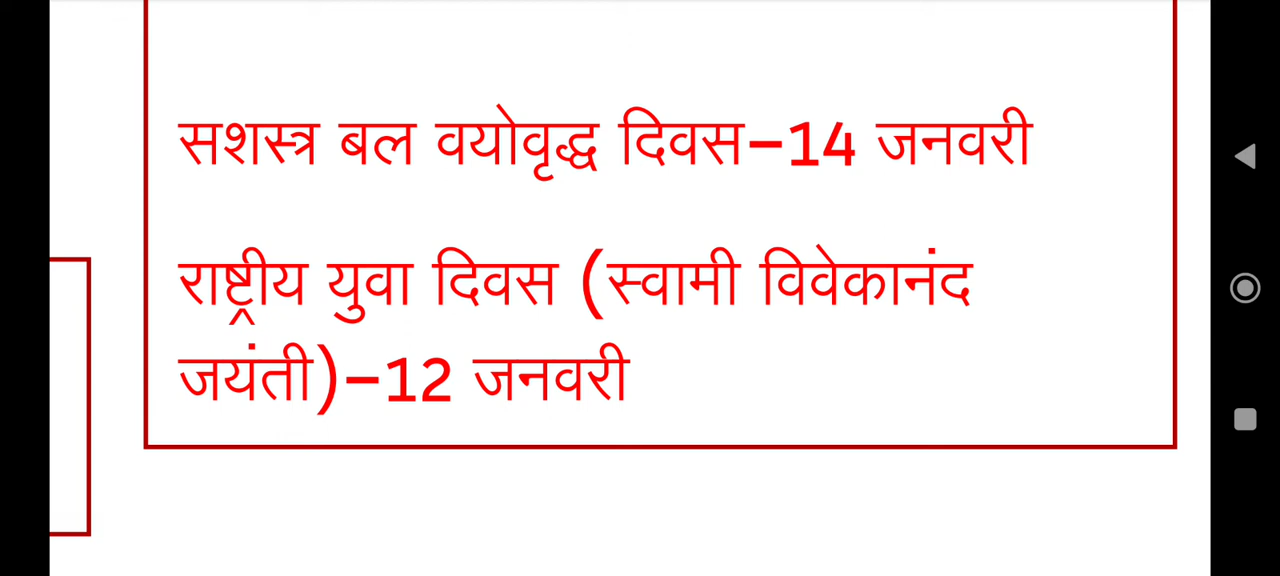 सशस्त्र बल वयोवृद्ध दिवस–14 जनवरी
राष्ट्रीय युवा दिवस (स्वामी विवेकानंद
जयंती)–12 जनवरी